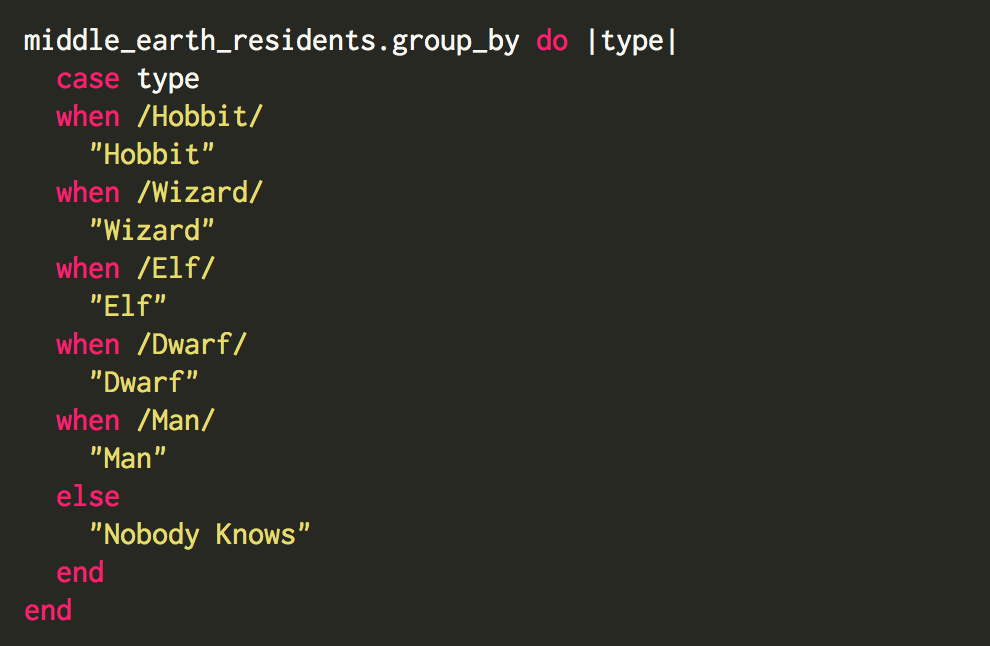 middle_earth_residents.group_by do |type|
  case type
  when /Hobbit/
    "Hobbit"
  when /Wizard/
    "Wizard"
  when /Elf/
    "Elf"
  when /Dwarf/
    "Dwarf"
  when /Man/
    "Man"
  else
    "Nobody Knows"
  end
end